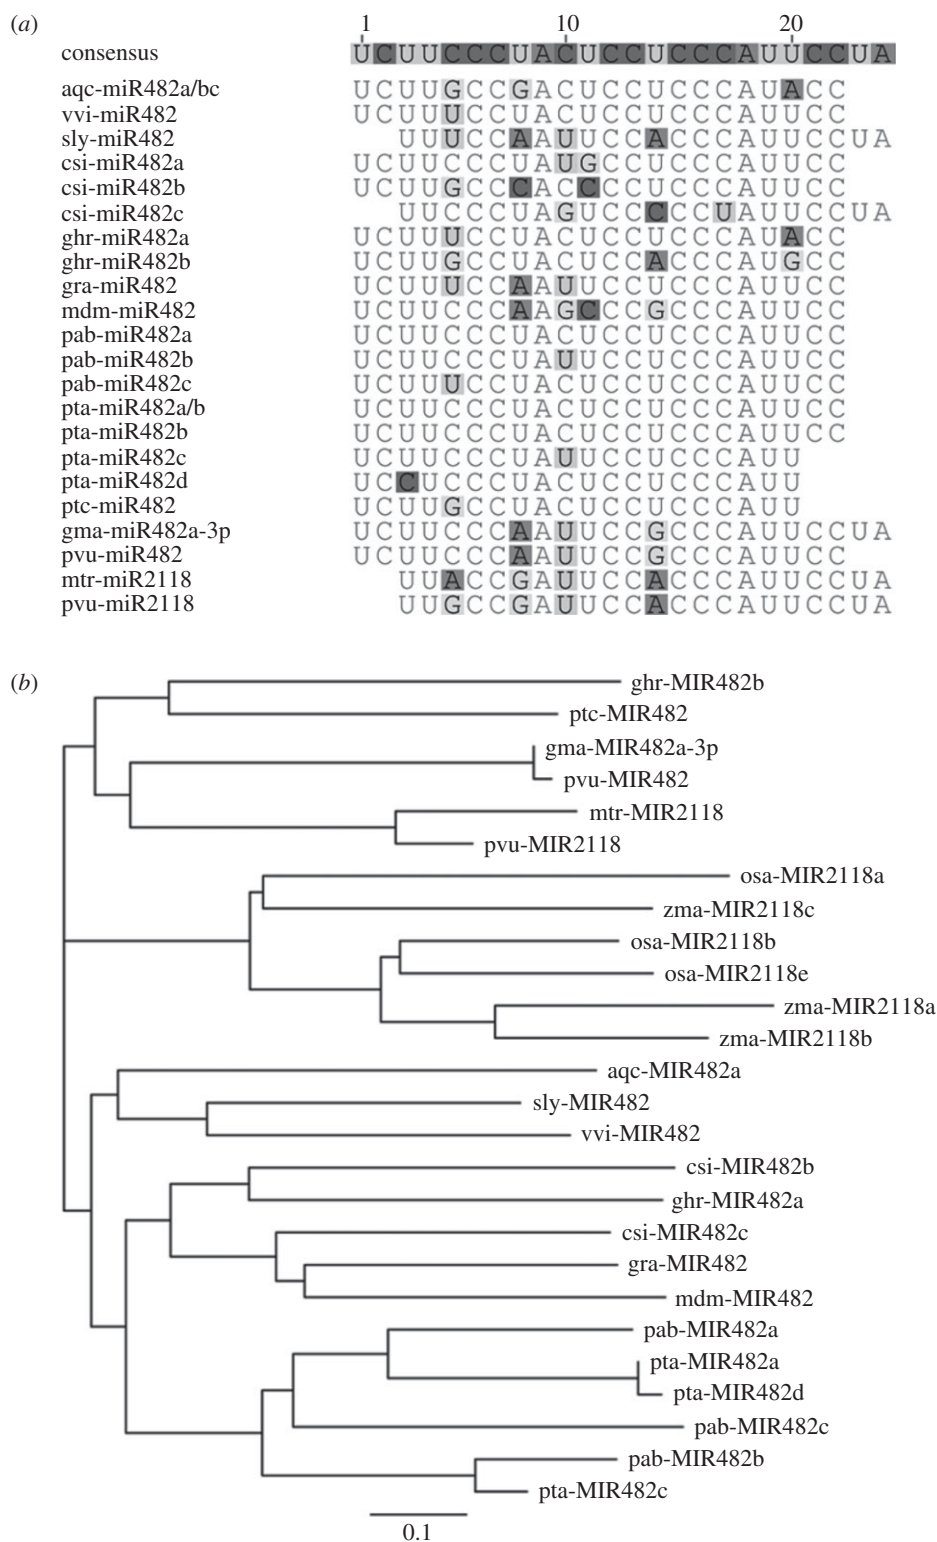 (a)
1 10 20
consensus UCUUCCCUACUCCUCCCAUUCCUA
aqc-miR482a/bc UCUUGCCGACUCCUCCCAUACC
vvi-miR482 UCUUUCCUACUCCUCCCAUUCC
sly-miR482 UUUCCAAUUCCACCCAUUCCUA
csi-miR482a UCUUCCCUAUGCCUCCCAUUCC
csi-miR482b UCUUGCCCACCCCUCCCAUUCC
csi-miR482c UUCCCUAGUCCCCCUAUUCCUA
ghr-miR482a UCUUUCCUACUCCUCCCAUACC
ghr-miR482b UCUUGCCUACUCCACCCAUGCC
gra-miR482 UCUUUCCAAUUCCUCCCAUUCC
mdm-miR482 UCUUCCCAAGCCCGCCCAUUCC
pab-miR482a UCUUCCCUACUCCUCCCAUUCC
pab-miR482b UCUUCCCUAUUCCUCCCAUUCC
pab-miR482c UCUUUCCUACUCCUCCCAUUCC
pta-miR482a/b UCUUCCCUACUCCUCCCAUUCC
pta-miR482b UCUUCCCUACUCCUCCCAUUCC
pta-miR482c UCUUCCCUAUUCCUCCCAUU
pta-miR482d UCCUCCCUACUCCUCCCAUU
ptc-miR482 UCUUGCCUACUCCUCCCAUU
gma-miR482a-3p UCUUCCCAAUUCCGCCCAUUCCUA
pvu-miR482 UCUUCCCAAUUCCGCCCAUUCC
mtr-miR2118 UUACCGAUUCCACCCAUUCCUA
pvu-miR2118 UUGCCGAUUCCACCCAUUCCUA
(b)
ghr-MIR482b
ptc-MIR482
gma-MIR482a-3p
pvu-MIR482
mtr-MIR2118
pvu-MIR2118
osa-MIR2118a
zma-MIR2118c
osa-MIR2118b
osa-MIR2118e
zma-MIR2118a
zma-MIR2118b
aqc-MIR482a
sly-MIR482
vvi-MIR482
csi-MIR482b
ghr-MIR482a
csi-MIR482c
gra-MIR482
mdm-MIR482
pab-MIR482a
pta-MIR482a
pta-MIR482d
pab-MIR482c
pab-MIR482b
pta-MIR482c
0.1